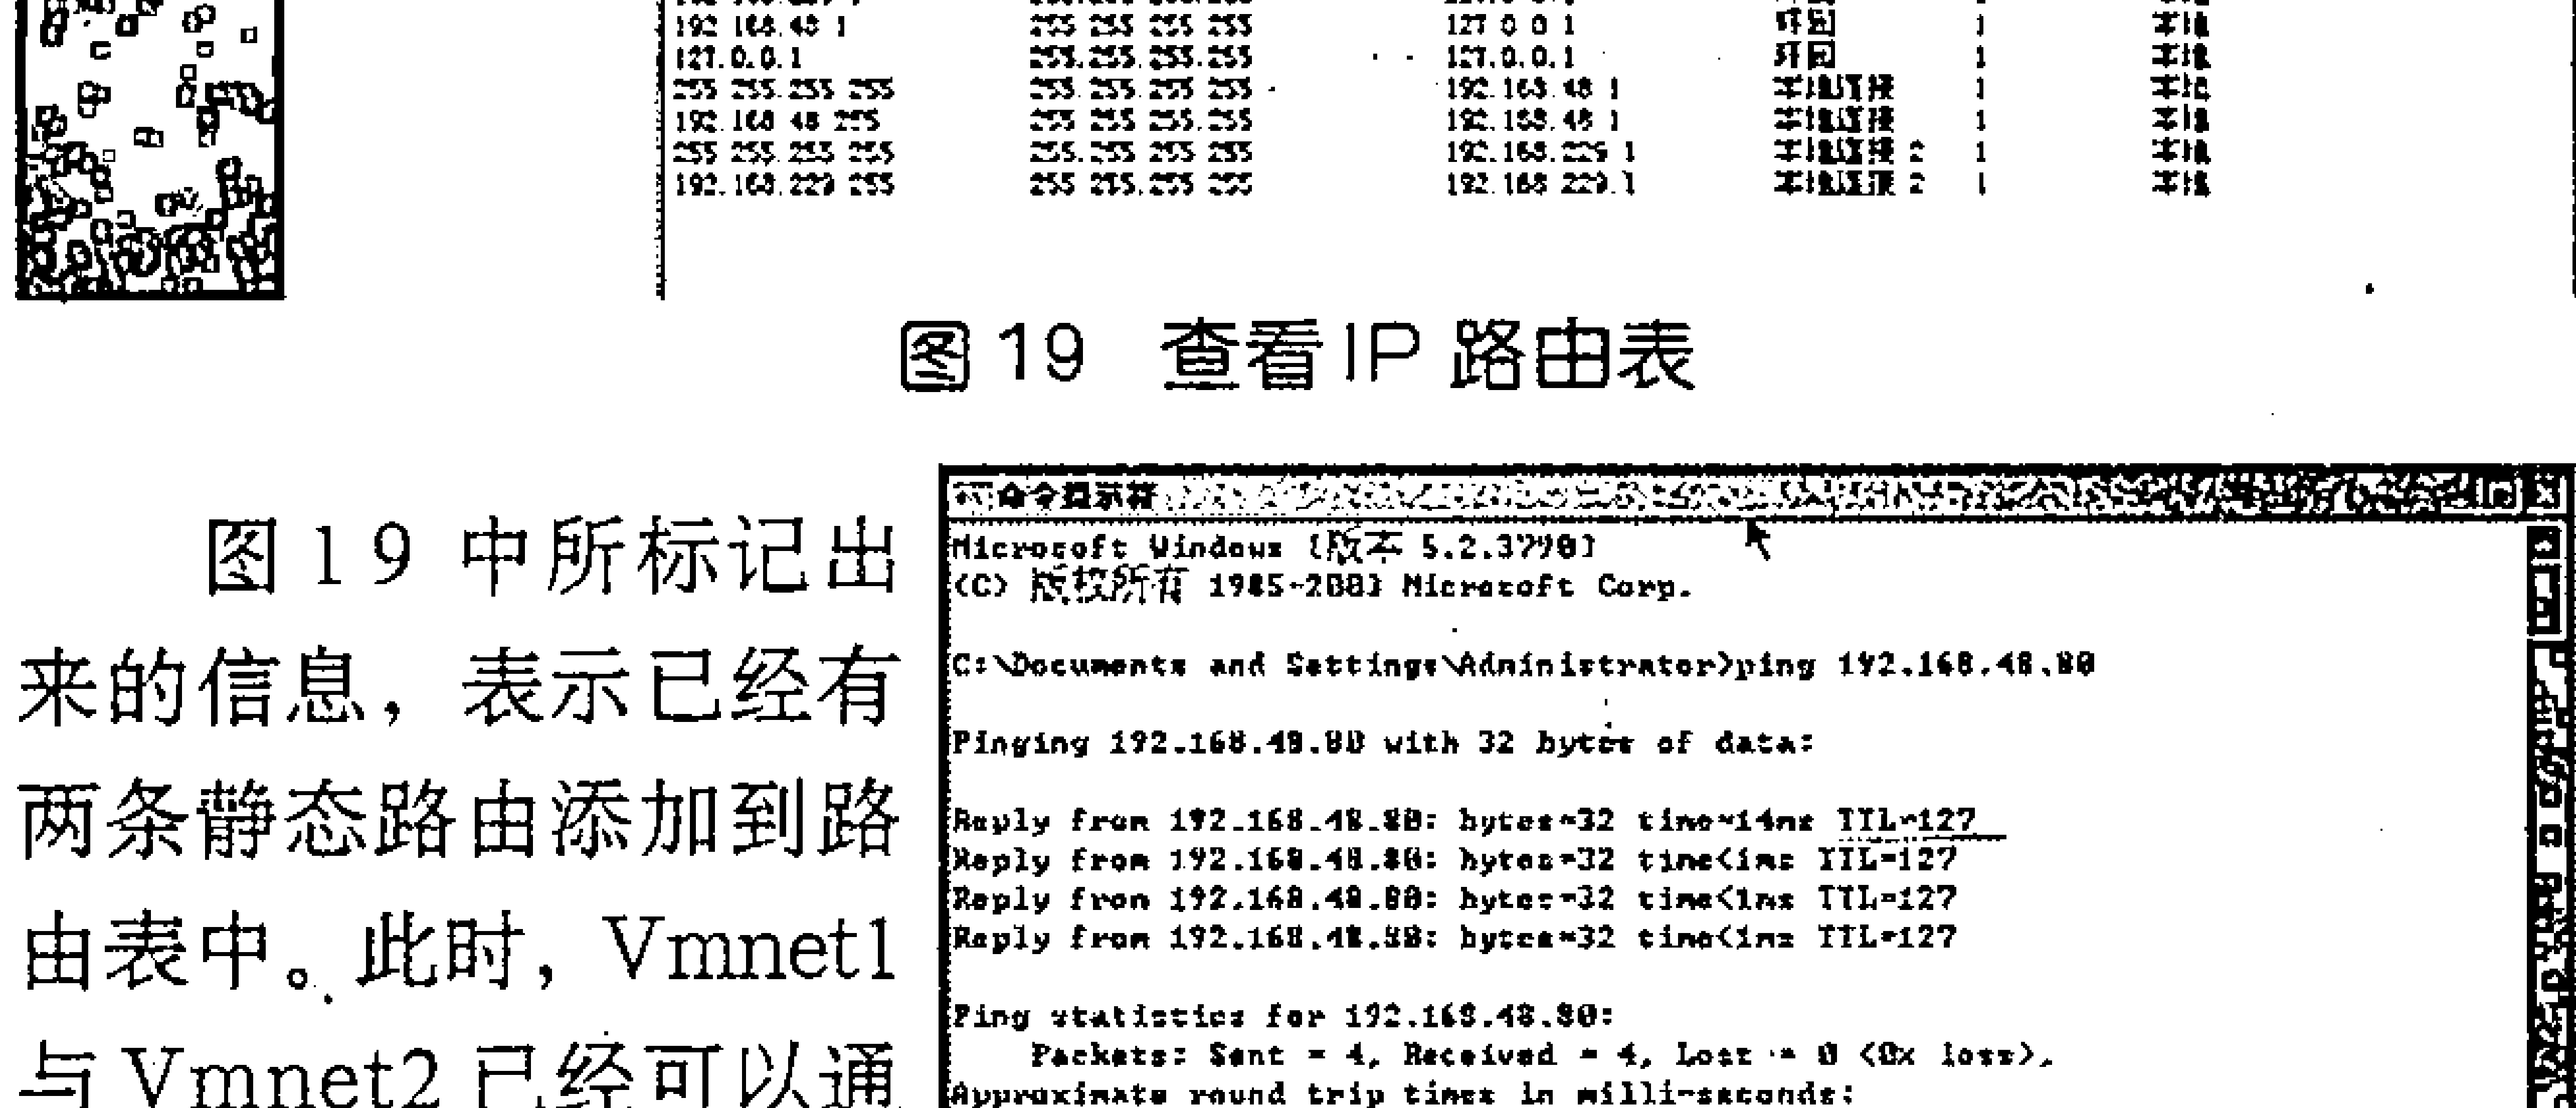 192.168.48.1 255.255.255.255 127.0.0.1 环回 1 本地
127.0.0.1 255.255.255.255 127.0.0.1 环回 1 本地
255.255.255.255 255.255.255.255 192.168.48.1 本地连接 1 本地
192.168.48.255 255.255.255.255 192.168.48.1 本地连接 1 本地
255.255.255.255 255.255.255.255 192.168.229.1 本地连接 2 1 本地
192.168.229.255 255.255.255.255 192.168.229.1 本地连接 2 1 本地
图 19 查看IP 路由表
图 19 中所标记出
来的信息，表示已经有
两条静态路由添加到路
由表中。此时，Vmnet1
与 Vmnet2 已经可以通
命令提示符
Microsoft Windows [版本 5.2.3790]
(C) 版权所有 1985-2003 Microsoft Corp.
C:\Documents and Settings\Administrator>ping 192.168.48.80
Pinging 192.168.48.80 with 32 bytes of data:
Reply from 192.168.48.80: bytes=32 time=14ms TTL=127
Reply from 192.168.48.80: bytes=32 time<1ms TTL=127
Reply from 192.168.48.80: bytes=32 time<1ms TTL=127
Reply from 192.168.48.80: bytes=32 time<1ms TTL=127
Ping statistics for 192.168.48.80:
Packets: Sent = 4, Received = 4, Lost = 0 (0% loss),
Approximate round trip times in milli-seconds: